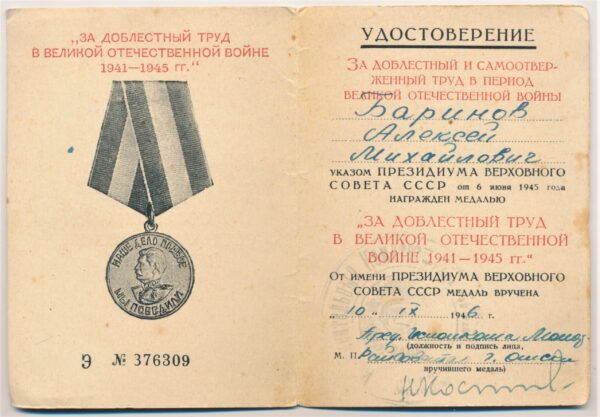 „ЗА ДОБЛЕСТНЫЙ ТРУД
В ВЕЛИКОЙ ОТЕЧЕСТВЕННОЙ ВОЙНЕ
1941—1945 гг.“
НАШЕ ДЕЛО ПРАВОЕ
МЫ ПОБЕДИЛИ
Э № 376309
УДОСТОВЕРЕНИЕ
ЗА ДОБЛЕСТНЫЙ И САМООТВЕР-
ЖЕННЫЙ ТРУД В ПЕРИОД
ВЕЛИКОЙ ОТЕЧЕСТВЕННОЙ ВОЙНЫ
Баринов
Алексей
Михайлович
УКАЗОМ ПРЕЗИДИУМА ВЕРХОВНОГО
СОВЕТА СССР от 6 июня 1945 года
НАГРАЖДЕН МЕДАЛЬЮ
„ЗА ДОБЛЕСТНЫЙ ТРУД
В ВЕЛИКОЙ ОТЕЧЕСТВЕННОЙ
ВОЙНЕ 1941—1945 гг.“
ОТ ИМЕНИ ПРЕЗИДИУМА ВЕРХОВНОГО
СОВЕТА СССР МЕДАЛЬ ВРУЧЕНА
„10“ IX 1946 г.
Пред. Исполкома
(должность и подпись лица,
М. П. г.
вручившего медаль)